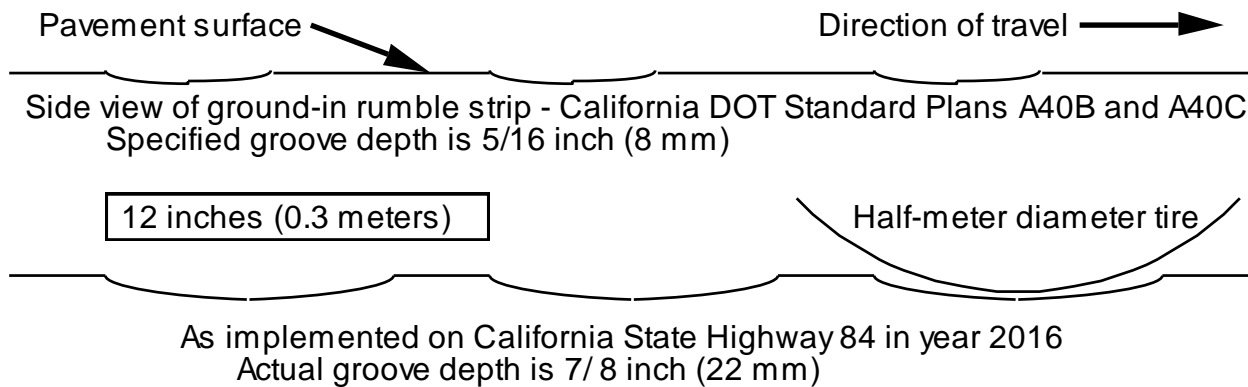 Pavement surface
Direction of travel
Side view of ground-in rumble strip - California DOT Standard Plans A40B and A40C
Specified groove depth is 5/16 inch (8 mm)
12 inches (0.3 meters)
Half-meter diameter tire
As implemented on California State Highway 84 in year 2016
Actual groove depth is 7/8 inch (22 mm)